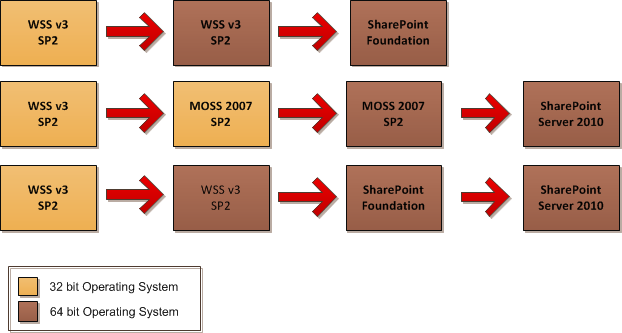 WSS v3
SP2
WSS v3
SP2
SharePoint
Foundation
WSS v3
SP2
MOSS 2007
SP2
MOSS 2007
SP2
SharePoint
Server 2010
WSS v3
SP2
WSS v3
SP2
SharePoint
Foundation
SharePoint
Server 2010
32 bit Operating System
64 bit Operating System